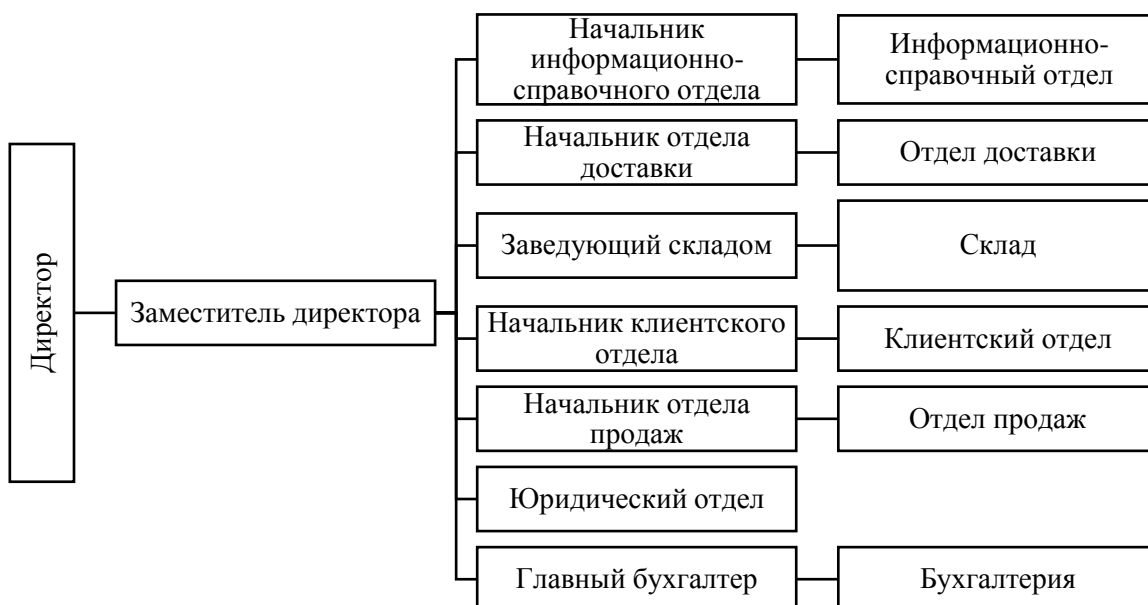 Директор
Заместитель директора
Начальник
информационно-
справочного отдела
Информационно-
справочный отдел
Начальник отдела
доставки
Отдел доставки
Заведующий складом
Склад
Начальник клиентского
отдела
Клиентский отдел
Начальник отдела
продаж
Отдел продаж
Юридический отдел
Главный бухгалтер
Бухгалтерия